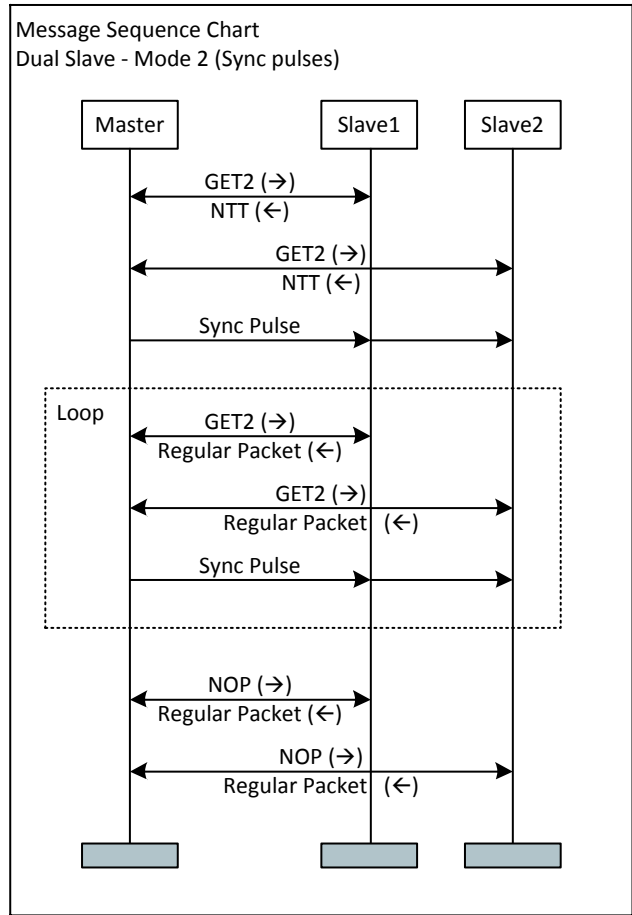 Message Sequence Chart
Dual Slave - Mode 2 (Sync pulses)
Master
Slave1
Slave2
GET2 (→)
NTT (←)
GET2 (→)
NTT (←)
Sync Pulse
Loop
GET2 (→)
Regular Packet (←)
GET2 (→)
Regular Packet (←)
Sync Pulse
NOP (→)
Regular Packet (←)
NOP (→)
Regular Packet (←)